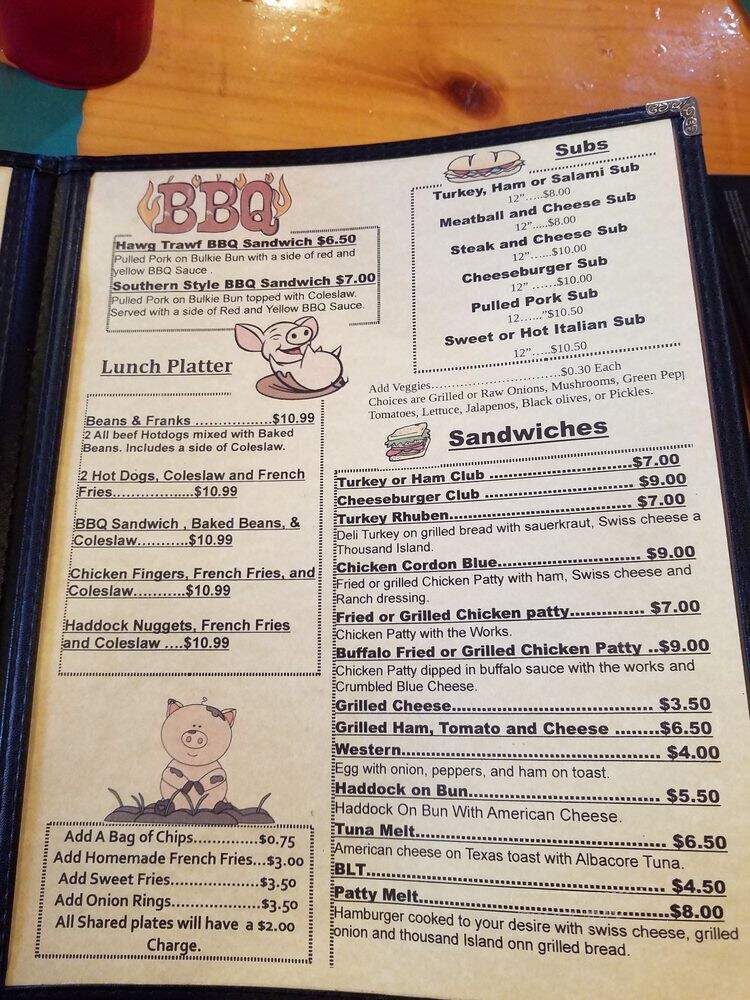 BBQ
Hawg Trawf BBQ Sandwich $6.50
Pulled Pork on Bulkie Bun with a side of red and
yellow BBQ Sauce .
Southern Style BBQ Sandwich $7.00
Pulled Pork on Bulkie Bun topped with Coleslaw.
Served with a side of Red and Yellow BBQ Sauce.
Lunch Platter
Beans & Franks ..................$10.99
2 All beef Hotdogs mixed with Baked
Beans. Includes a side of Coleslaw.
2 Hot Dogs, Coleslaw and French
Fries...................$10.99
BBQ Sandwich , Baked Beans, &
Coleslaw...........$10.99
Chicken Fingers, French Fries, and
Coleslaw...........$10.99
Haddock Nuggets, French Fries
and Coleslaw ....$10.99
Add A Bag of Chips............$0.75
Add Homemade French Fries...$3.00
Add Sweet Fries................$3.50
Add Onion Rings................$3.50
All Shared plates will have a $2.00
Charge.
Subs
Turkey, Ham or Salami Sub
12”.....$8.00
Meatball and Cheese Sub
12”.....$8.00
Steak and Cheese Sub
12”......$10.00
Cheeseburger Sub
12” ......$10.00
Pulled Pork Sub
12......”$10.50
Sweet or Hot Italian Sub
12”.....$10.50
Add Veggies..............................$0.30 Each
Choices are Grilled or Raw Onions, Mushrooms, Green Pepp
Tomatoes, Lettuce, Jalapenos, Black olives, or Pickles.
Sandwiches
Turkey or Ham Club ........................$7.00
Cheeseburger Club ..........................$9.00
Turkey Rhuben...............................$7.00
Deli Turkey on grilled bread with sauerkraut, Swiss cheese a
Thousand Island.
Chicken Cordon Blue......................... $9.00
Fried or grilled Chicken Patty with ham, Swiss cheese and
Ranch dressing.
Fried or Grilled Chicken patty............. $7.00
Chicken Patty with the Works.
Buffalo Fried or Grilled Chicken Patty ..$9.00
Chicken Patty dipped in buffalo sauce with the works and
Crumbled Blue Cheese.
Grilled Cheese................................. $3.50
Grilled Ham, Tomato and Cheese ........$6.50
Western........................................... $4.00
Egg with onion, peppers, and ham on toast.
Haddock on Bun............................... $5.50
Haddock On Bun With American Cheese.
Tuna Melt........................................ $6.50
American cheese on Texas toast with Albacore Tuna.
BLT................................................ $4.50
Patty Melt........................................$8.00
Hamburger cooked to your desire with swiss cheese, grilled
onion and thousand Island onn grilled bread.